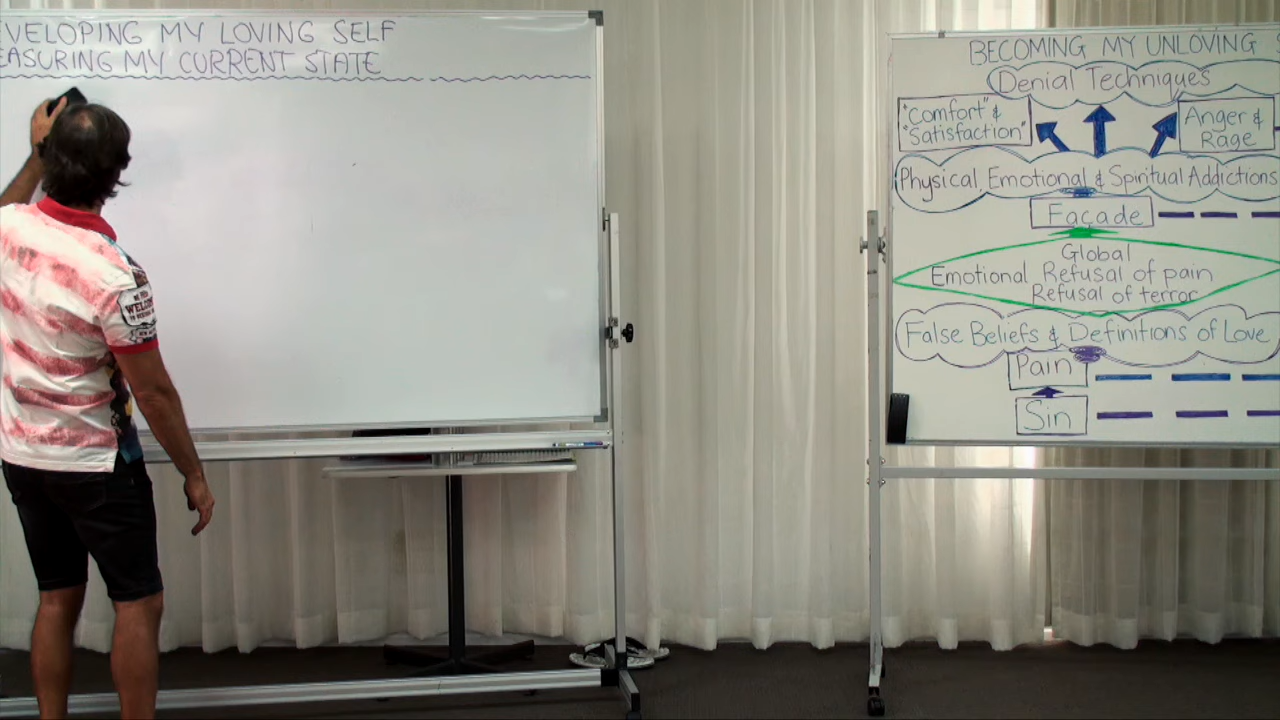 VELOPING MY LOVING SELF
EASURING MY CURRENT STATE
BECOMING MY UNLOVING
Denial Techniques
"Comfort" &
"Satisfaction"
Anger &
Rage
Physical, Emotional & Spiritual Addictions
Façade
Global
Emotional Refusal of pain
Refusal of terror
False Beliefs & Definitions of Love
Pain
Sin
WELCOME